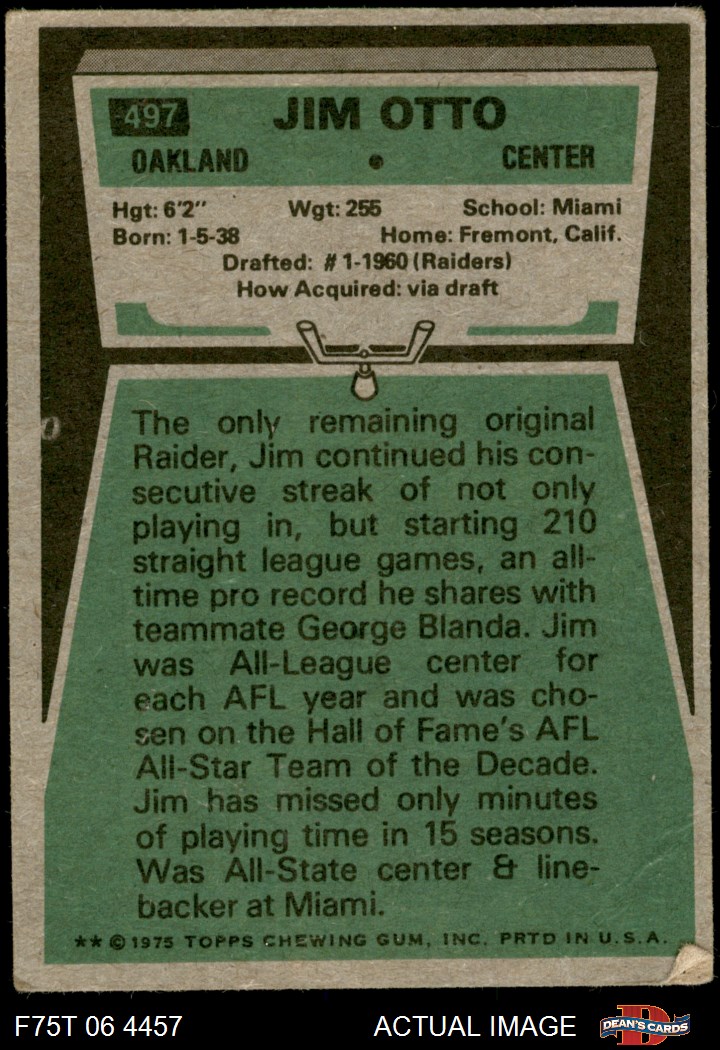 497 JIM OTTO
OAKLAND • CENTER
Hgt: 6'2" Wgt: 255 School: Miami
Born: 1-5-38 Home: Fremont, Calif.
Drafted: #1-1960 (Raiders)
How Acquired: via draft
The only remaining original
Raider, Jim continued his con-
secutive streak of not only
playing in, but starting 210
straight league games, an all-
time pro record he shares with
teammate George Blanda. Jim
was All-League center for
each AFL year and was cho-
sen on the Hall of Fame's AFL
All-Star Team of the Decade.
Jim has missed only minutes
of playing time in 15 seasons.
Was All-State center & line-
backer at Miami.
** © 1975 TOPPS CHEWING GUM, INC. PRTD IN U.S.A.
F75T 06 4457 ACTUAL IMAGE DEAN'S CARDS